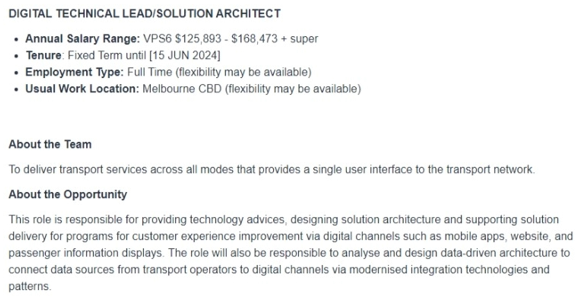 DIGITAL TECHNICAL LEAD/SOLUTION ARCHITECT
• Annual Salary Range: VPS6 $125,893 - $168,473 + super
• Tenure: Fixed Term until [15 JUN 2024]
• Employment Type: Full Time (flexibility may be available)
• Usual Work Location: Melbourne CBD (flexibility may be available)
About the Team
To deliver transport services across all modes that provides a single user interface to the transport network.
About the Opportunity
This role is responsible for providing technology advices, designing solution architecture and supporting solution
delivery for programs for customer experience improvement via digital channels such as mobile apps, website, and
passenger information displays. The role will also be responsible to analyse and design data-driven architecture to
connect data sources from transport operators to digital channels via modernised integration technologies and
patterns.